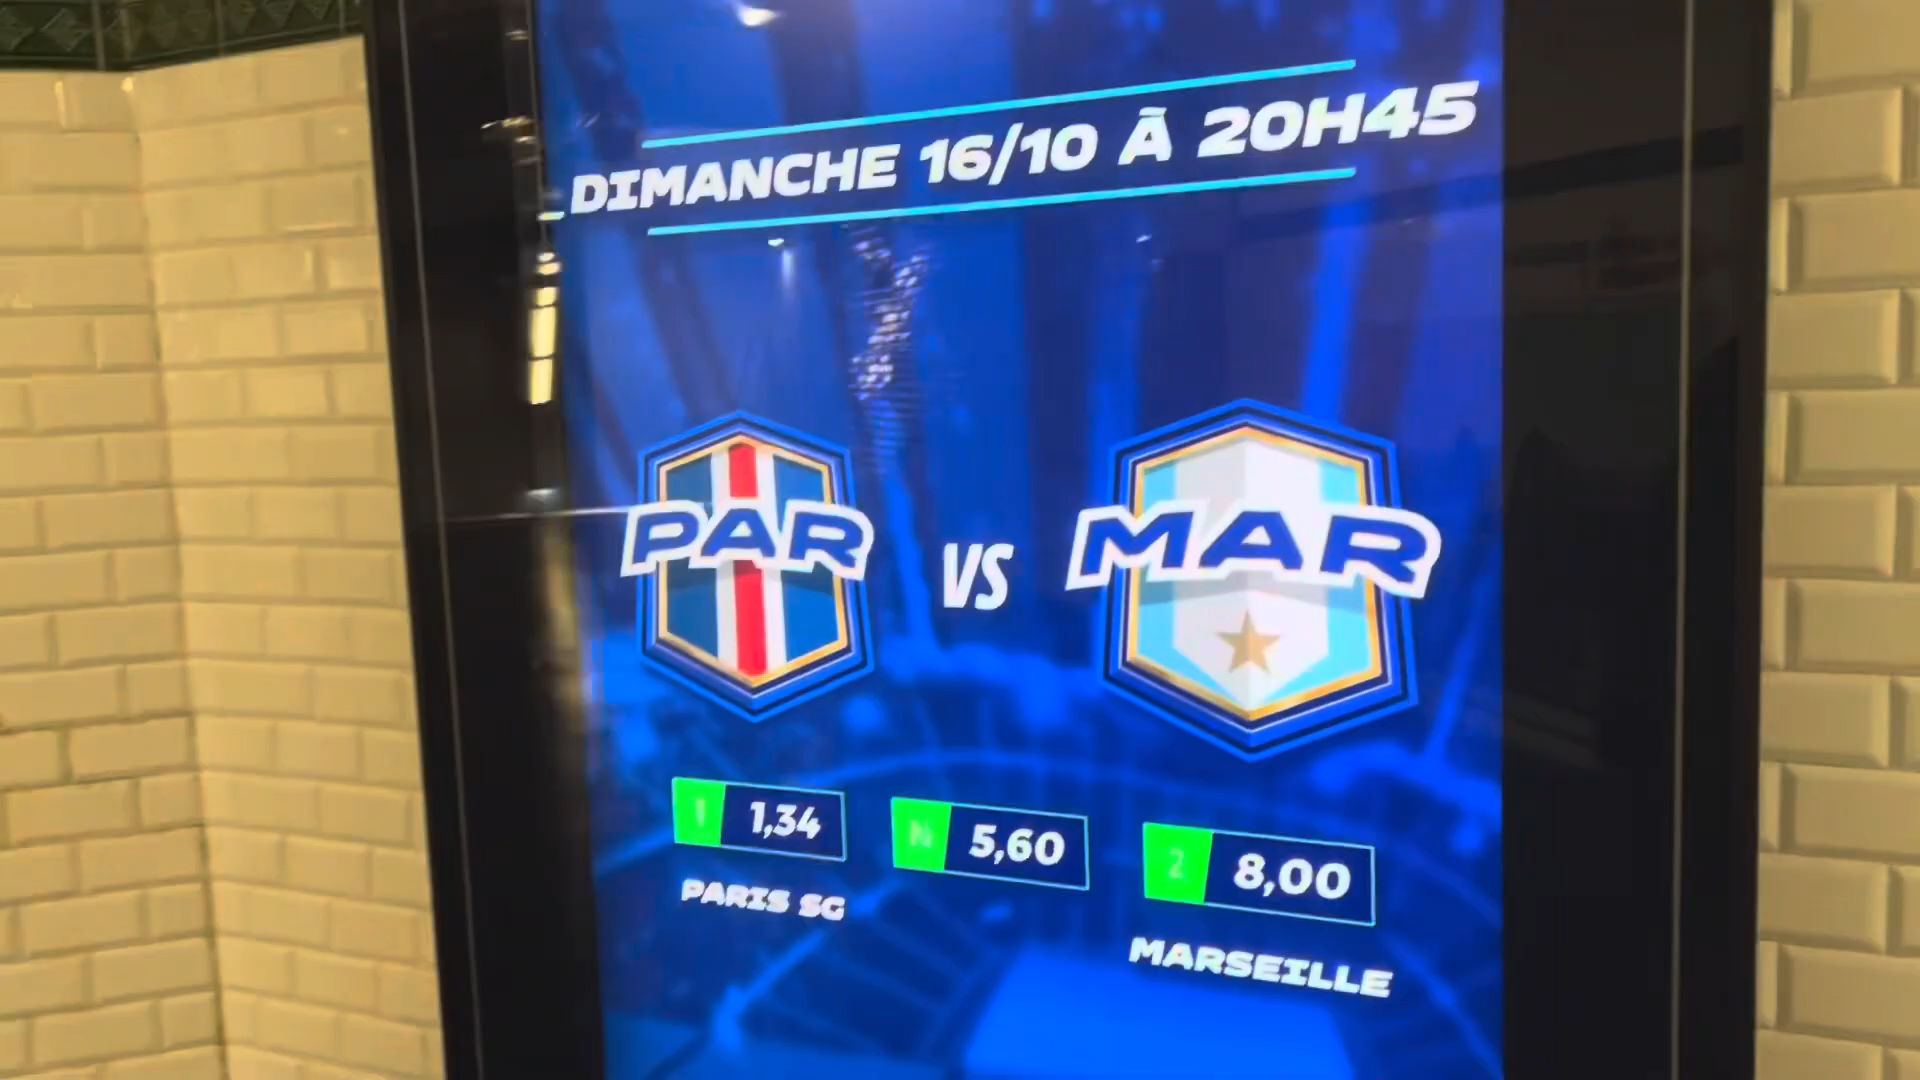 DIMANCHE 16/10 À 20H45
PAR VS MAR
1 1,34 N 5,60 2 8,00
PARIS SG
MARSEILLE